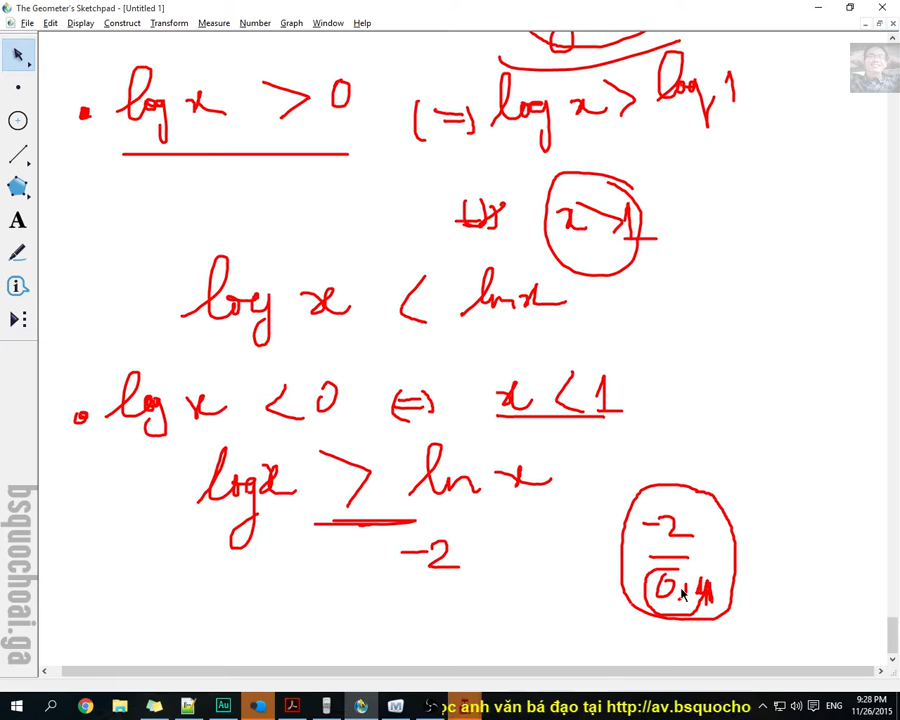 The Geometer's Sketchpad - [Untitled 1]
File Edit Display Construct Transform Measure Number Graph Window Help
• log x > 0 (=) log x > log 1
x > 1
log x < ln x
• log x < 0 (=) x < 1
log x > ln x
-2
-2
0,4
A
bsquochoai.ga
ọc anh văn bá đạo tại http://av.bsquocho
ENG
9:28 PM
11/26/2015